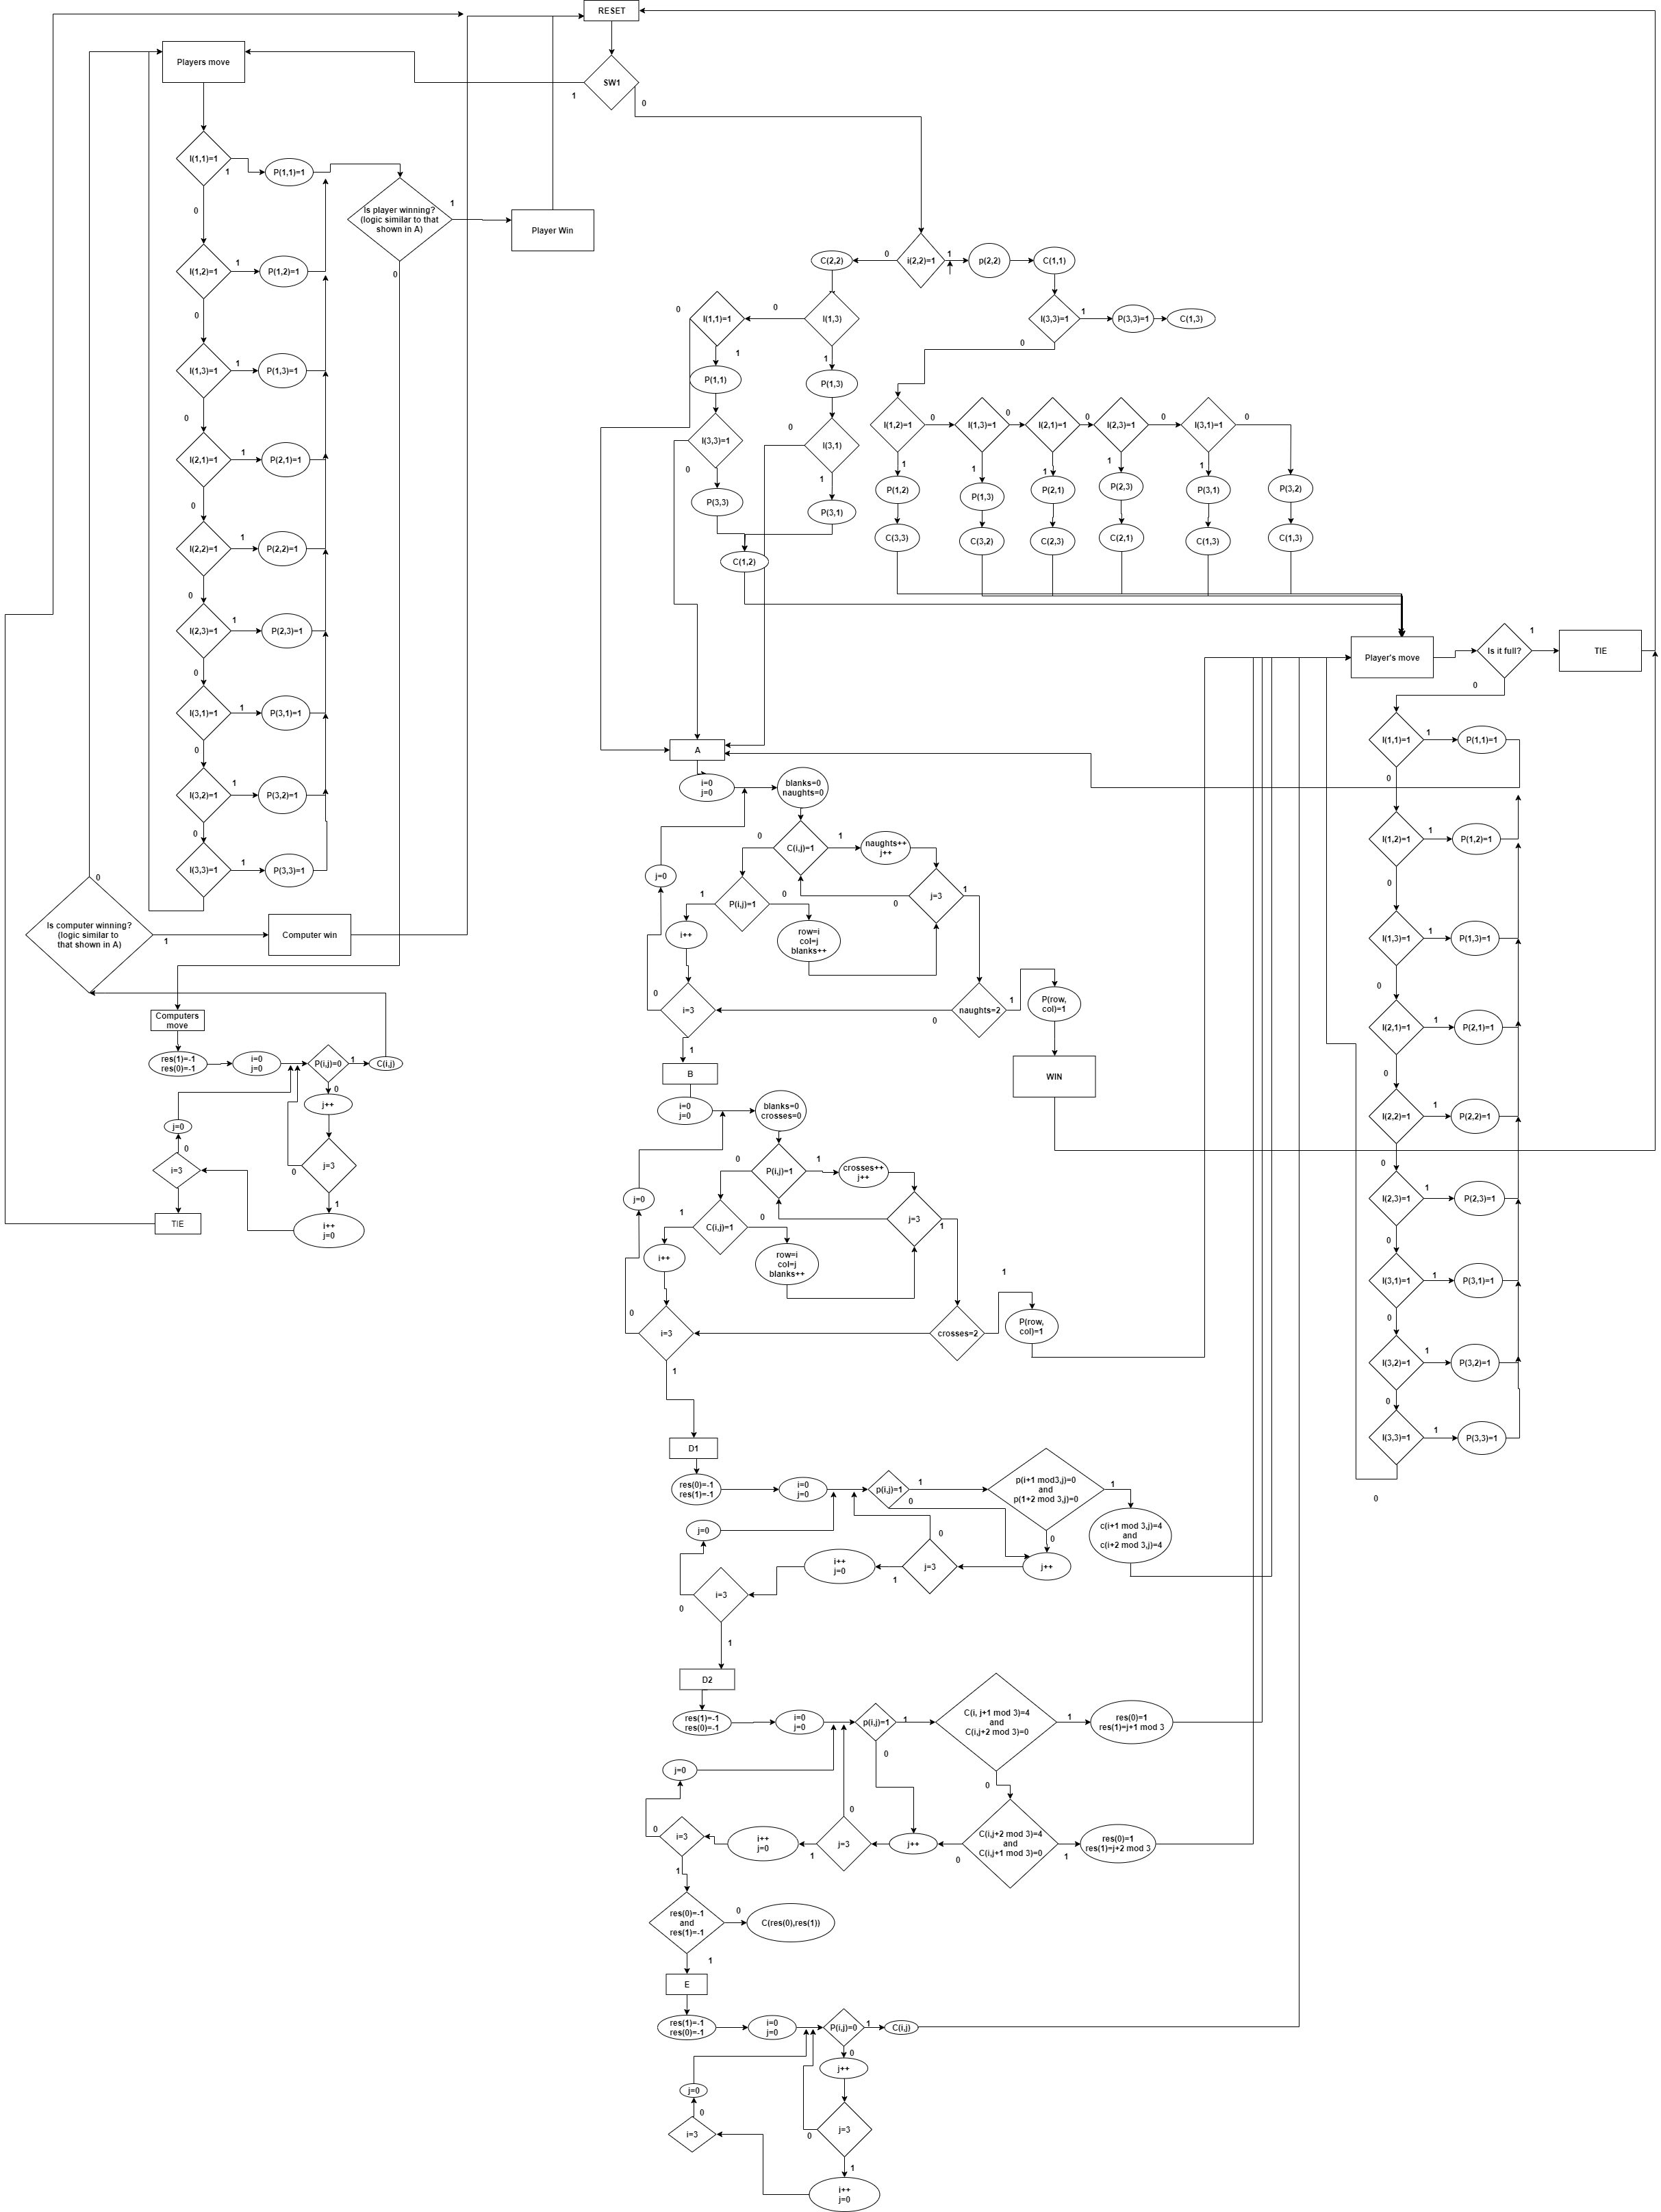 RESET
SW1
1
0
Players move
I(1,1)=1
1
P(1,1)=1
0
Is player winning?
(logic similar to that
shown in A)
1
Player Win
0
I(1,2)=1
1
P(1,2)=1
0
I(1,3)=1
1
P(1,3)=1
0
I(2,1)=1
1
P(2,1)=1
0
I(2,2)=1
1
P(2,2)=1
0
I(2,3)=1
1
P(2,3)=1
0
I(3,1)=1
1
P(3,1)=1
0
I(3,2)=1
1
P(3,2)=1
0
I(3,3)=1
1
P(3,3)=1
0
Is computer winning?
(logic similar to
that shown in A)
1
Computer win
Computers
move
res(1)=-1
res(0)=-1
i=0
j=0
P(i,j)=0
1
C(i,j)
0
j++
j=0
0
i=3
j=3
0
1
TIE
i++
j=0
C(2,2)
0
i(2,2)=1
1
p(2,2)
C(1,1)
0
I(1,1)=1
0
I(1,3)
I(3,3)=1
1
P(3,3)=1
C(1,3)
0
1
1
P(1,1)
P(1,3)
I(3,3)=1
0
0
I(3,1)
1
P(3,3)
P(3,1)
C(1,2)
I(1,2)=1
0
I(1,3)=1
0
I(2,1)=1
0
I(2,3)=1
0
I(3,1)=1
0
1
1
1
1
1
P(1,2)
P(1,3)
P(2,1)
P(2,3)
P(3,1)
P(3,2)
C(3,3)
C(3,2)
C(2,3)
C(2,1)
C(1,3)
C(1,3)
Player's move
Is it full?
1
TIE
0
I(1,1)=1
1
P(1,1)=1
0
I(1,2)=1
1
P(1,2)=1
0
I(1,3)=1
1
P(1,3)=1
0
I(2,1)=1
1
P(2,1)=1
0
I(2,2)=1
1
P(2,2)=1
0
I(2,3)=1
1
P(2,3)=1
0
I(3,1)=1
1
P(3,1)=1
0
I(3,2)=1
1
P(3,2)=1
0
I(3,3)=1
1
P(3,3)=1
0
A
i=0
j=0
blanks=0
naughts=0
0
C(i,j)=1
1
naughts++
j++
j=0
1
P(i,j)=1
0
0
j=3
1
i++
row=i
col=j
blanks++
0
i=3
0
naughts=2
1
P(row,
col)=1
1
WIN
B
i=0
j=0
blanks=0
crosses=0
0
P(i,j)=1
1
crosses++
j++
j=0
1
C(i,j)=1
0
j=3
1
i++
row=i
col=j
blanks++
1
0
i=3
crosses=2
P(row,
col)=1
1
D1
res(0)=-1
res(1)=-1
i=0
j=0
p(i,j)=1
1
0
p(i+1 mod3,j)=0
and
p(1+2 mod 3,j)=0
1
c(i+1 mod 3,j)=4
and
c(i+2 mod 3,j)=4
0
j=0
0
j++
j=3
1
i++
j=0
i=3
0
1
D2
res(1)=-1
res(0)=-1
i=0
j=0
p(i,j)=1
1
C(i, j+1 mod 3)=4
and
C(i,j+2 mod 3)=0
1
res(0)=1
res(1)=j+1 mod 3
0
0
j=0
0
i=3
0
i++
j=0
1
j=3
j++
0
C(i,j+2 mod 3)=4
and
C(i,j+1 mod 3)=0
1
res(0)=1
res(1)=j+2 mod 3
1
res(0)=-1
and
res(1)=-1
0
C(res(0),res(1))
1
E
res(1)=-1
res(0)=-1
i=0
j=0
P(i,j)=0
1
C(i,j)
0
j++
j=0
0
i=3
j=3
0
1
i++
j=0